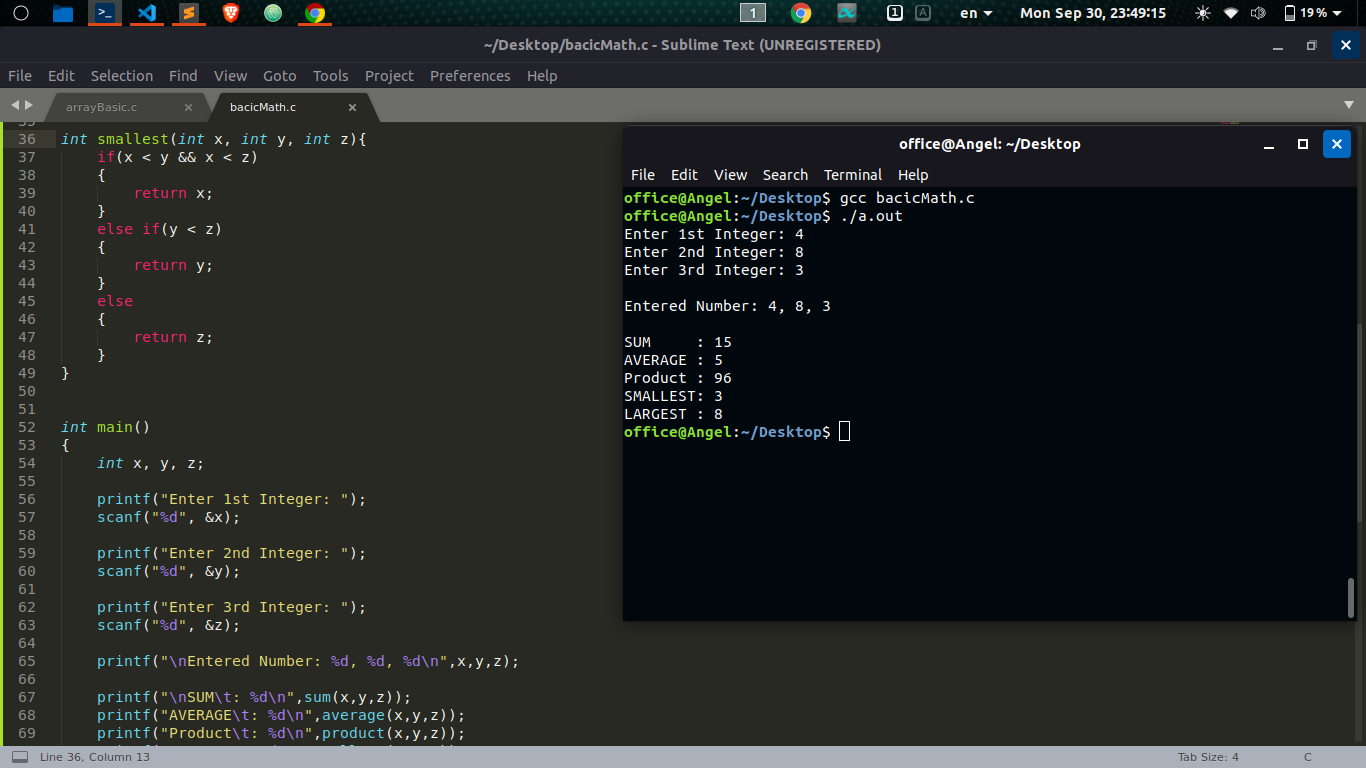 1
1
A
en
Mon Sep 30, 23:49:15
19 %
~/Desktop/bacicMath.c - Sublime Text (UNREGISTERED)
File Edit Selection Find View Goto Tools Project Preferences Help
arrayBasic.c
bacicMath.c
36 int smallest(int x, int y, int z){
37     if(x < y && x < z)
38     {
39         return x;
40     }
41     else if(y < z)
42     {
43         return y;
44     }
45     else
46     {
47         return z;
48     }
49 }
50
51
52 int main()
53 {
54     int x, y, z;
55
56     printf("Enter 1st Integer: ");
57     scanf("%d", &x);
58
59     printf("Enter 2nd Integer: ");
60     scanf("%d", &y);
61
62     printf("Enter 3rd Integer: ");
63     scanf("%d", &z);
64
65     printf("\nEntered Number: %d, %d, %d\n",x,y,z);
66
67     printf("\nSUM\t: %d\n",sum(x,y,z));
68     printf("AVERAGE\t: %d\n",average(x,y,z));
69     printf("Product\t: %d\n",product(x,y,z));
office@Angel: ~/Desktop
File Edit View Search Terminal Help
office@Angel:~/Desktop$ gcc bacicMath.c
office@Angel:~/Desktop$ ./a.out
Enter 1st Integer: 4
Enter 2nd Integer: 8
Enter 3rd Integer: 3
Entered Number: 4, 8, 3
SUM     : 15
AVERAGE : 5
Product : 96
SMALLEST: 3
LARGEST : 8
office@Angel:~/Desktop$
Line 36, Column 13
Tab Size: 4
C